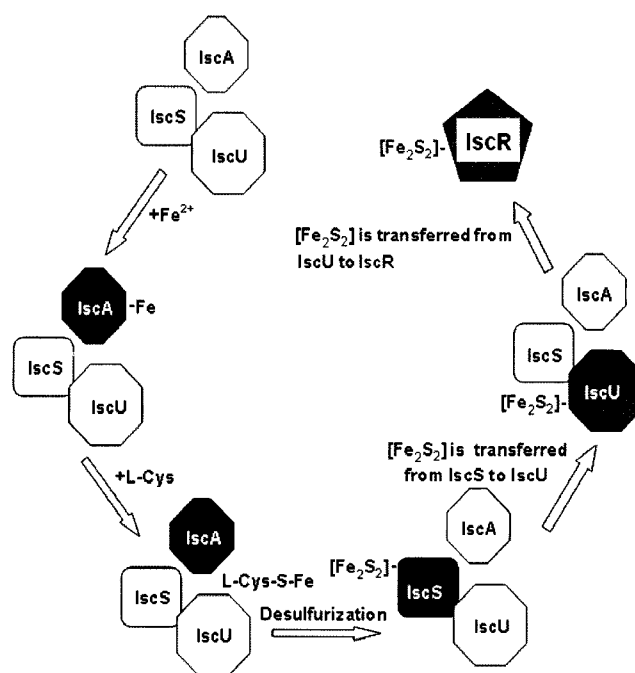 IscA
IscS
IscU
+Fe2+
IscA -Fe
IscS
IscU
+L-Cys
IscA
L-Cys-S-Fe
IscS
IscU
Desulfurization
[Fe2S2]-
IscS
IscA
IscU
[Fe2S2] is transferred
from IscS to IscU
IscA
IscS
[Fe2S2]-
IscU
[Fe2S2] is transferred from
IscU to IscR
[Fe2S2]-
IscR